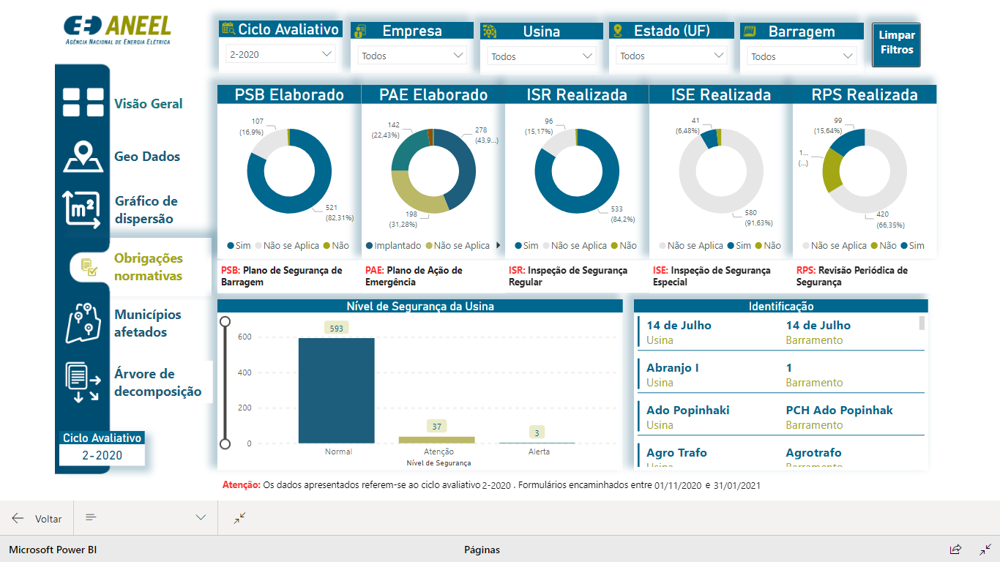 ANEEL
AGÊNCIA NACIONAL DE ENERGIA ELÉTRICA
Ciclo Avaliativo
2-2020
Empresa
Todos
Usina
Todos
Estado (UF)
Todos
Barragem
Todos
Limpar
Filtros
Visão Geral
Geo Dados
Gráfico de
dispersão
m²
Obrigações
normativas
Municípios
afetados
Árvore de
decomposição
Ciclo Avaliativo
2-2020
PSB Elaborado
107
(16,9%)
521
(82,31%)
Sim Não se Aplica Não
PAE Elaborado
142
(22,43%)
278
(43,9...)
198
(31,28%)
Implantado Não se Aplica
ISR Realizada
96
(15,17%)
533
(84,2%)
Sim Não se Aplica Não
ISE Realizada
41
(6,48%)
580
(91,63%)
Não se Aplica Sim Não
RPS Realizada
99
(15,64%)
1...
(...)
420
(66,35%)
Não se Aplica Não Sim
PSB: Plano de Segurança de
Barragem
PAE: Plano de Ação de
Emergência
ISR: Inspeção de Segurança
Regular
ISE: Inspeção de Segurança
Especial
RPS: Revisão Periódica de
Segurança
Nível de Segurança da Usina
600
400
200
0
593
37
3
Normal Atenção Alerta
Nível de Segurança
Identificação
14 de Julho 14 de Julho
Usina Barramento
Abranjo I 1
Usina Barramento
Ado Popinhaki PCH Ado Popinhak
Usina Barramento
Agro Trafo Agrotrafo
Usina Barramento
Atenção: Os dados apresentados referem-se ao ciclo avaliativo 2-2020 . Formulários encaminhados entre 01/11/2020 e 31/01/2021
Voltar
Microsoft Power BI
Páginas